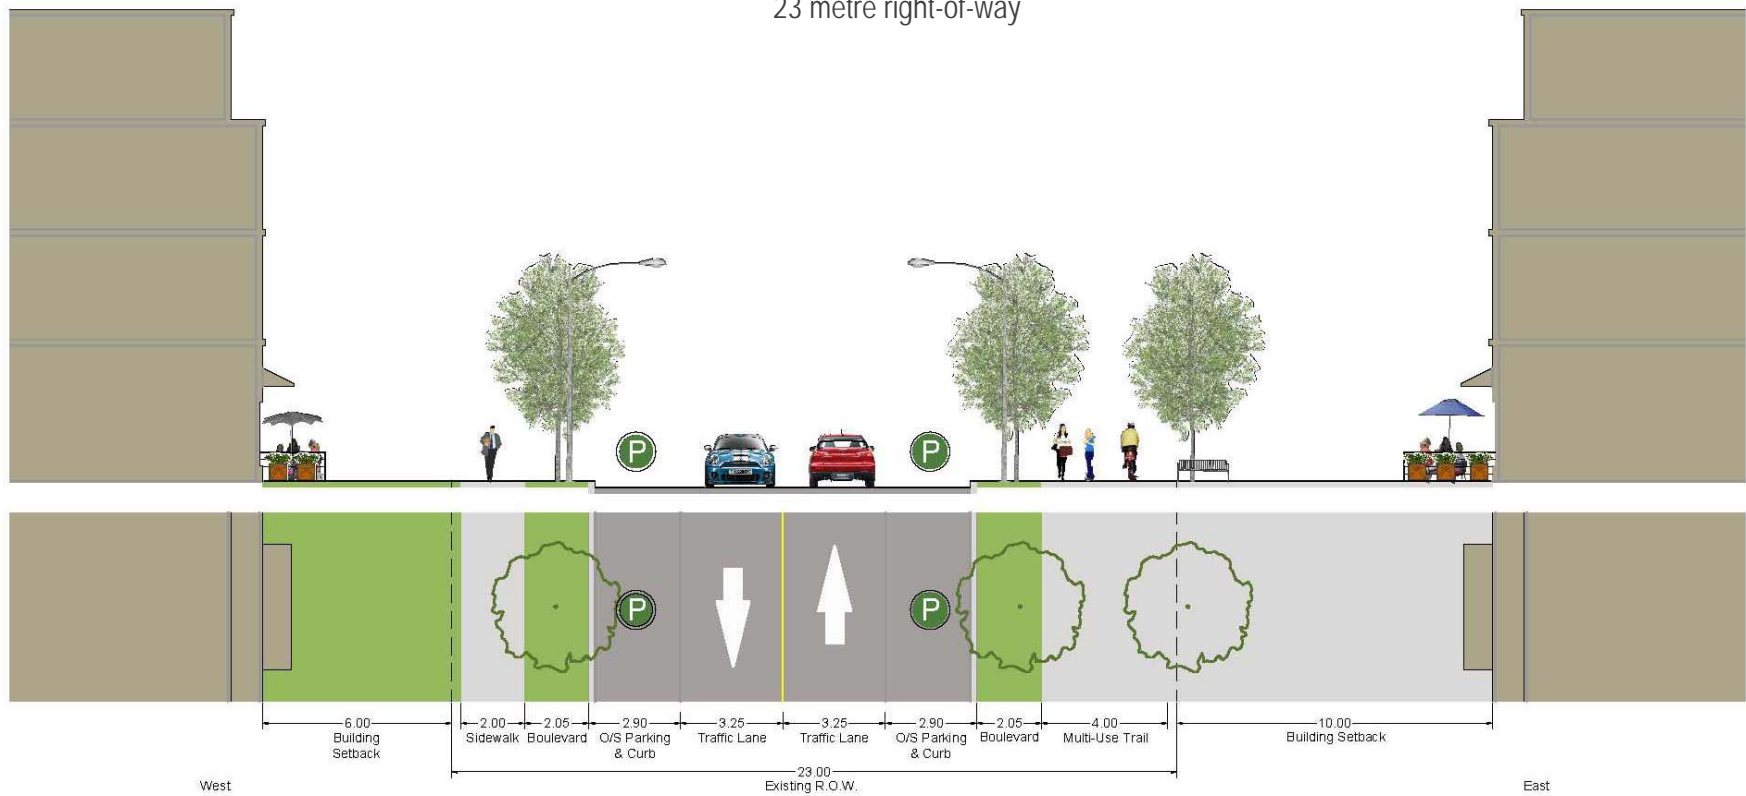 23 metre right-of-way
P
P
P
P
6.00
Building
Setback
2.00
Sidewalk
2.05
Boulevard
2.90
O/S Parking
& Curb
3.25
Traffic Lane
3.25
Traffic Lane
2.90
O/S Parking
& Curb
2.05
Boulevard
4.00
Multi-Use Trail
10.00
Building Setback
23.00
Existing R.O.W.
West
East